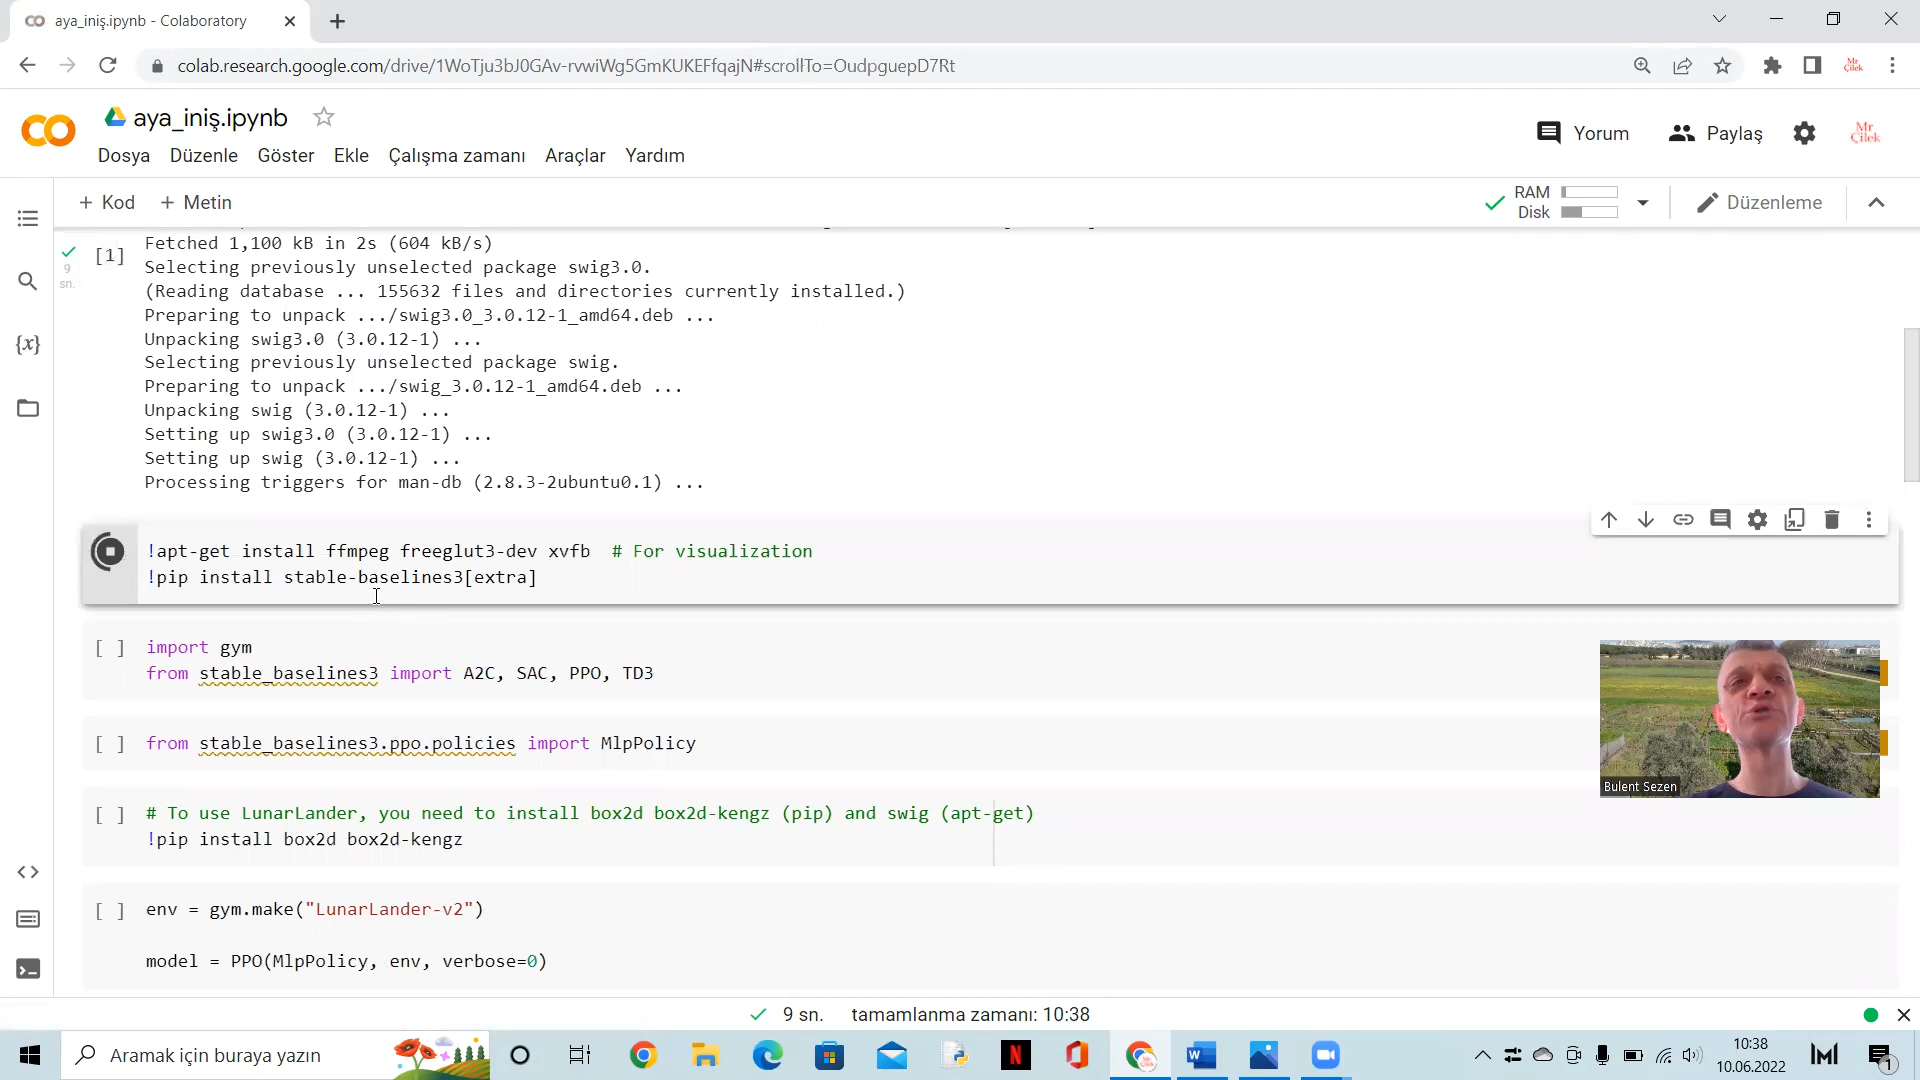 aya_iniş.ipynb - Colaboratory
colab.research.google.com/drive/1WoTju3bJ0GAv-rvwiWg5GmKUKEFfqajN#scrollTo=OudpguepD7Rt
Mr Çilek
aya_iniş.ipynb
Yorum
Paylaş
Mr Çilek
Dosya Düzenle Göster Ekle Çalışma zamanı Araçlar Yardım
+ Kod + Metin
RAM
Disk
Düzenleme
[1]
9 sn.
Fetched 1,100 kB in 2s (604 kB/s)
Selecting previously unselected package swig3.0.
(Reading database ... 155632 files and directories currently installed.)
Preparing to unpack .../swig3.0_3.0.12-1_amd64.deb ...
Unpacking swig3.0 (3.0.12-1) ...
Selecting previously unselected package swig.
Preparing to unpack .../swig_3.0.12-1_amd64.deb ...
Unpacking swig (3.0.12-1) ...
Setting up swig3.0 (3.0.12-1) ...
Setting up swig (3.0.12-1) ...
Processing triggers for man-db (2.8.3-2ubuntu0.1) ...
!apt-get install ffmpeg freeglut3-dev xvfb # For visualization
!pip install stable-baselines3[extra]
[ ] import gym
from stable_baselines3 import A2C, SAC, PPO, TD3
[ ] from stable_baselines3.ppo.policies import MlpPolicy
Bulent Sezen
[ ] # To use LunarLander, you need to install box2d box2d-kengz (pip) and swig (apt-get)
!pip install box2d box2d-kengz
[ ] env = gym.make("LunarLander-v2")
model = PPO(MlpPolicy, env, verbose=0)
9 sn. tamamlanma zamanı: 10:38
Aramak için buraya yazın
10:38
10.06.2022
1